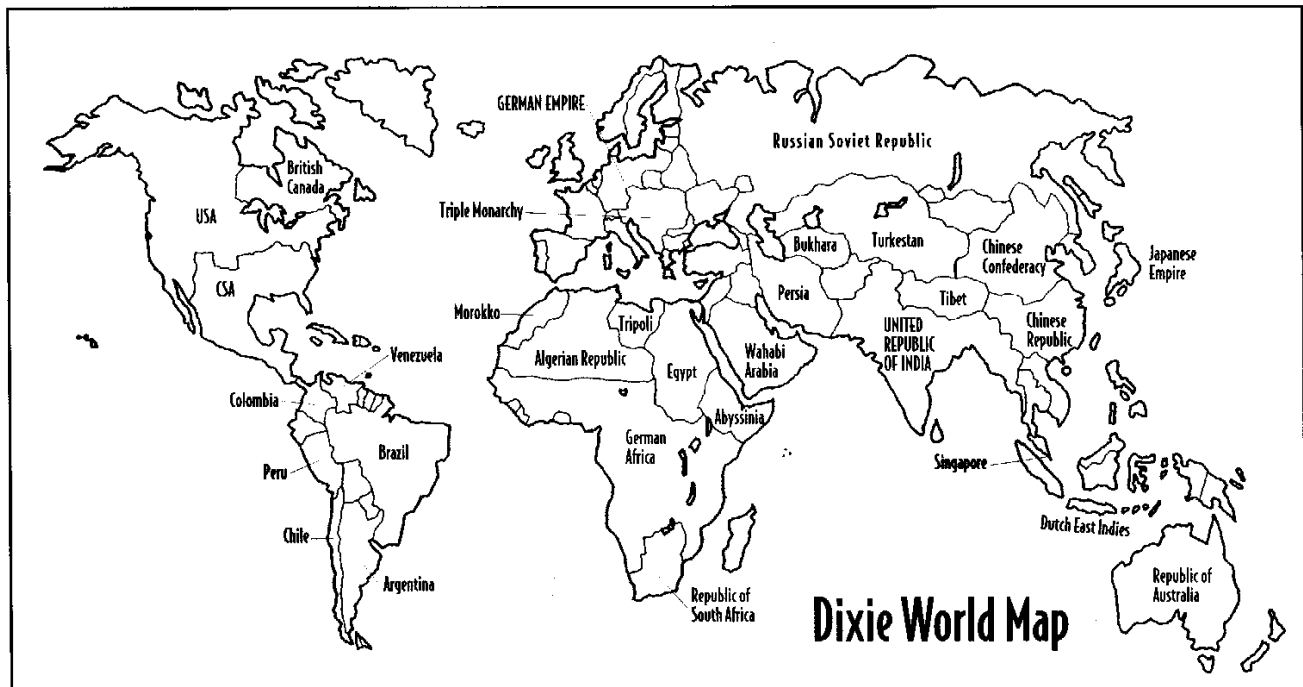 GERMAN EMPIRE
Russian Soviet Republic
British
Canada
USA
Triple Monarchy
Bukhara
Turkestan
Chinese
Confederacy
Japanese
Empire
CSA
Persia
Tibet
Morokko
Tripoli
UNITED
REPUBLIC
OF INDIA
Chinese
Republic
Venezuela
Algerian Republic
Egypt
Wahabi
Arabia
Colombia
Abyssinia
German
Africa
Brazil
Peru
Singapore
Dutch East Indies
Chile
Argentina
Republic of
South Africa
Republic of
Australia
Dixie World Map